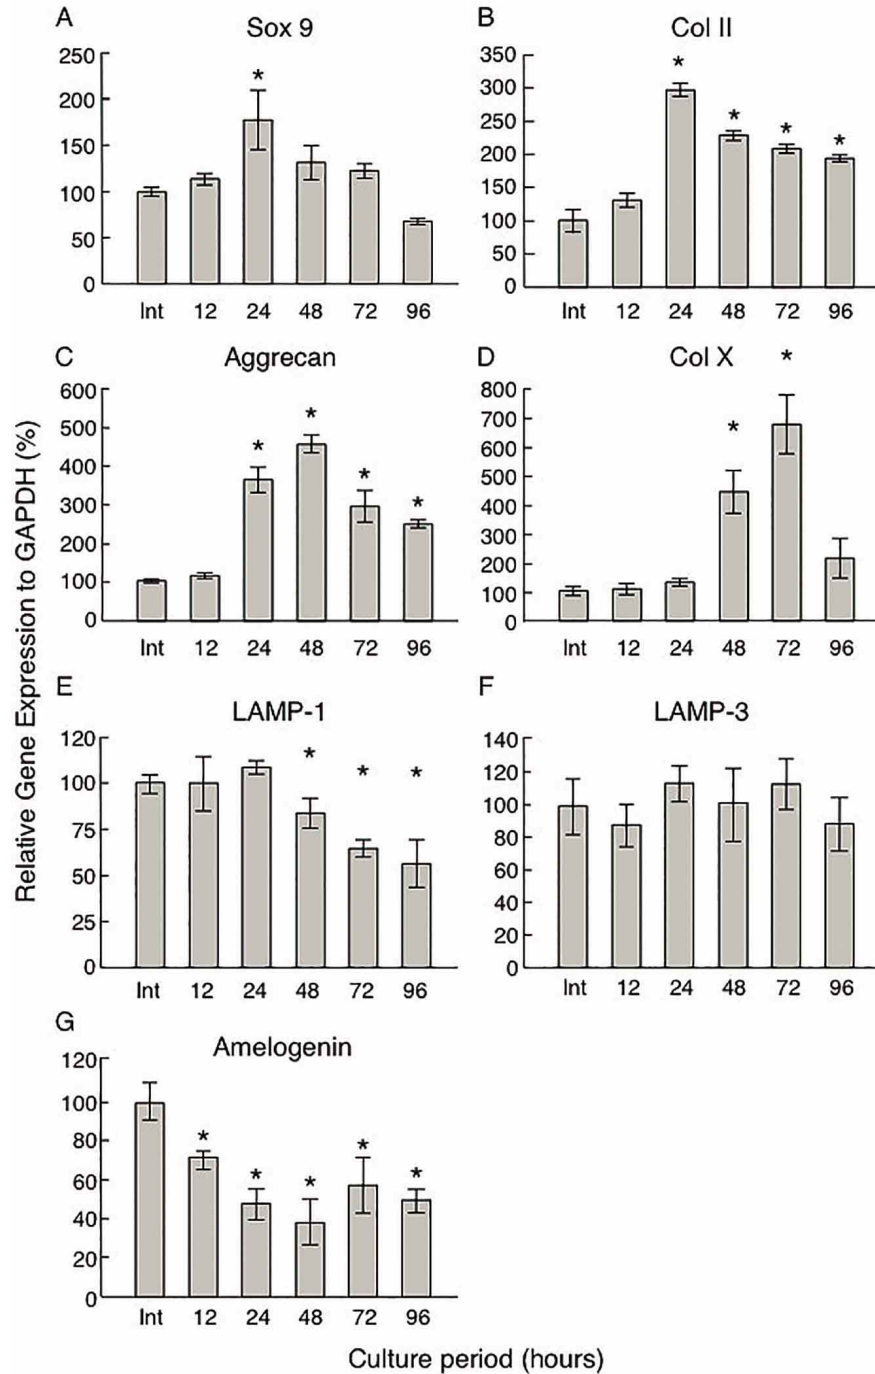 A
Sox 9
250
200
150
100
50
0
*
Int 12 24 48 72 96
B
Col II
350
300
250
200
150
100
50
0
* * * *
Int 12 24 48 72 96
C
Aggrecan
600
500
400
300
200
100
0
* * * *
Int 12 24 48 72 96
D
Col X
800
700
600
500
400
300
200
100
0
* *
Int 12 24 48 72 96
Relative Gene Expression to GAPDH (%)
E
LAMP-1
120
100
75
50
25
0
* * *
Int 12 24 48 72 96
F
LAMP-3
140
120
100
80
60
40
20
0
Int 12 24 48 72 96
G
Amelogenin
120
100
80
60
40
20
0
* * * * *
Int 12 24 48 72 96
Culture period (hours)